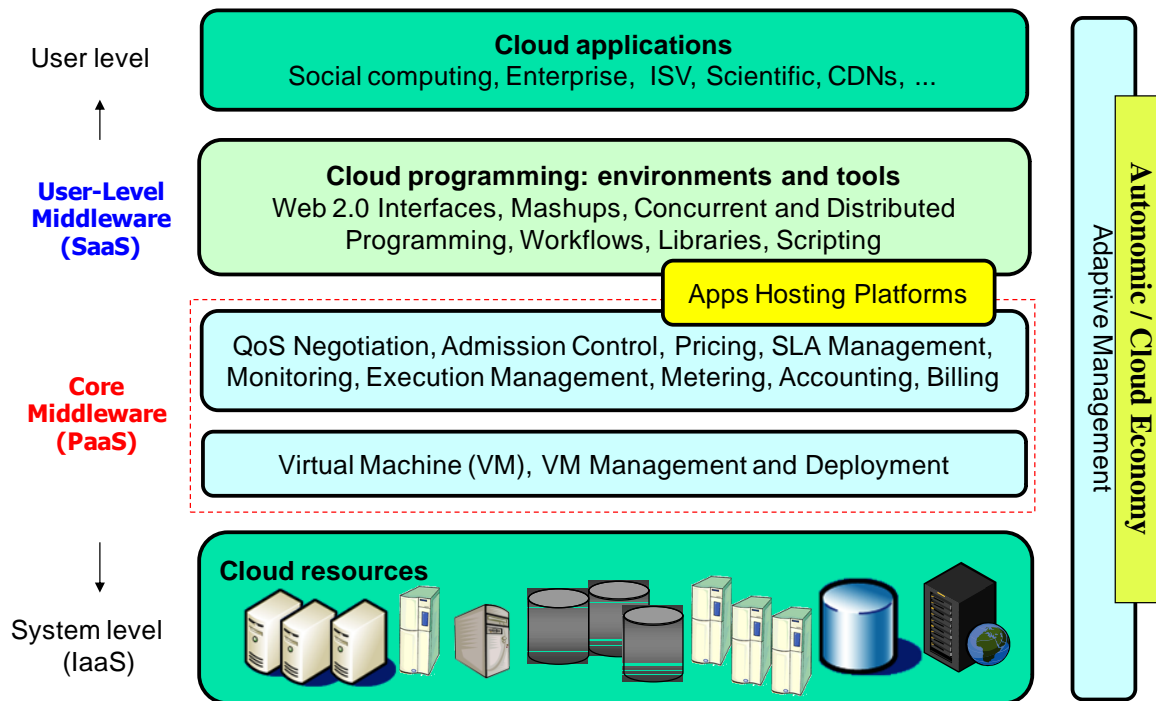 User level
Cloud applications
Social computing, Enterprise, ISV, Scientific, CDNs, ...
User-Level
Middleware
(SaaS)
Cloud programming: environments and tools
Web 2.0 Interfaces, Mashups, Concurrent and Distributed
Programming, Workflows, Libraries, Scripting
Apps Hosting Platforms
Core
Middleware
(PaaS)
QoS Negotiation, Admission Control, Pricing, SLA Management,
Monitoring, Execution Management, Metering, Accounting, Billing
Virtual Machine (VM), VM Management and Deployment
System level
(IaaS)
Cloud resources
Adaptive Management
Autonomic / Cloud Economy